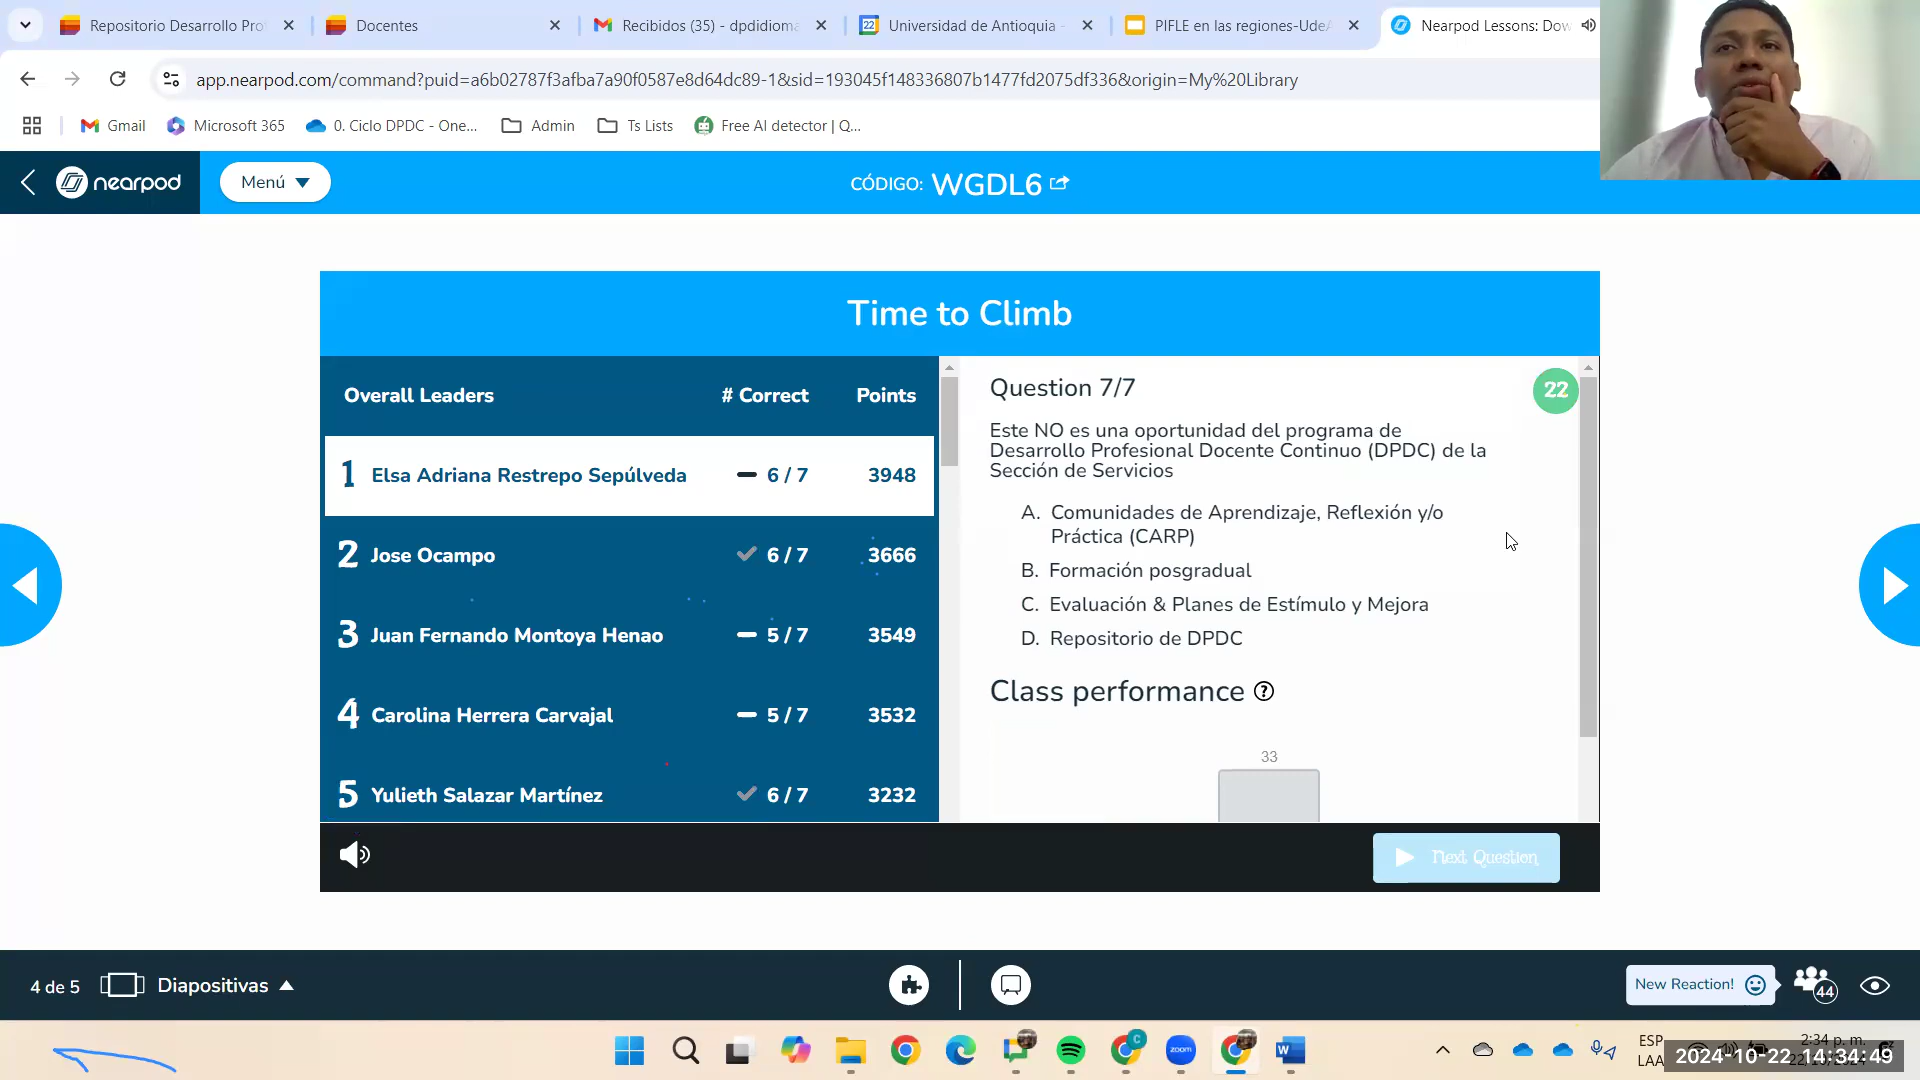 Repositorio Desarrollo Pro
Docentes
Recibidos (35) - dpdidioma
22
Universidad de Antioquia -
PIFLE en las regiones-UdeA
Nearpod Lessons: Dow
app.nearpod.com/command?puid=a6b02787f3afba7a90f0587e8d64dc89-1&sid=193045f148336807b1477fd2075df336&origin=My%20Library
Gmail
Microsoft 365
0. Ciclo DPDC - One...
Admin
Ts Lists
Free AI detector | Q...
nearpod
Menú
CÓDIGO: WGDL6
Time to Climb
Overall Leaders # Correct Points
1 Elsa Adriana Restrepo Sepúlveda 6 / 7 3948
2 Jose Ocampo 6 / 7 3666
3 Juan Fernando Montoya Henao 5 / 7 3549
4 Carolina Herrera Carvajal 5 / 7 3532
5 Yulieth Salazar Martínez 6 / 7 3232
Question 7/7
22
Este NO es una oportunidad del programa de
Desarrollo Profesional Docente Continuo (DPDC) de la
Sección de Servicios
A. Comunidades de Aprendizaje, Reflexión y/o
Práctica (CARP)
B. Formación posgradual
C. Evaluación & Planes de Estímulo y Mejora
D. Repositorio de DPDC
Class performance ?
33
Next Question
4 de 5
Diapositivas
New Reaction!
44
C
zoom
W
ESP
LAA
2:34 p. m.
2024-10-22 14:34:49